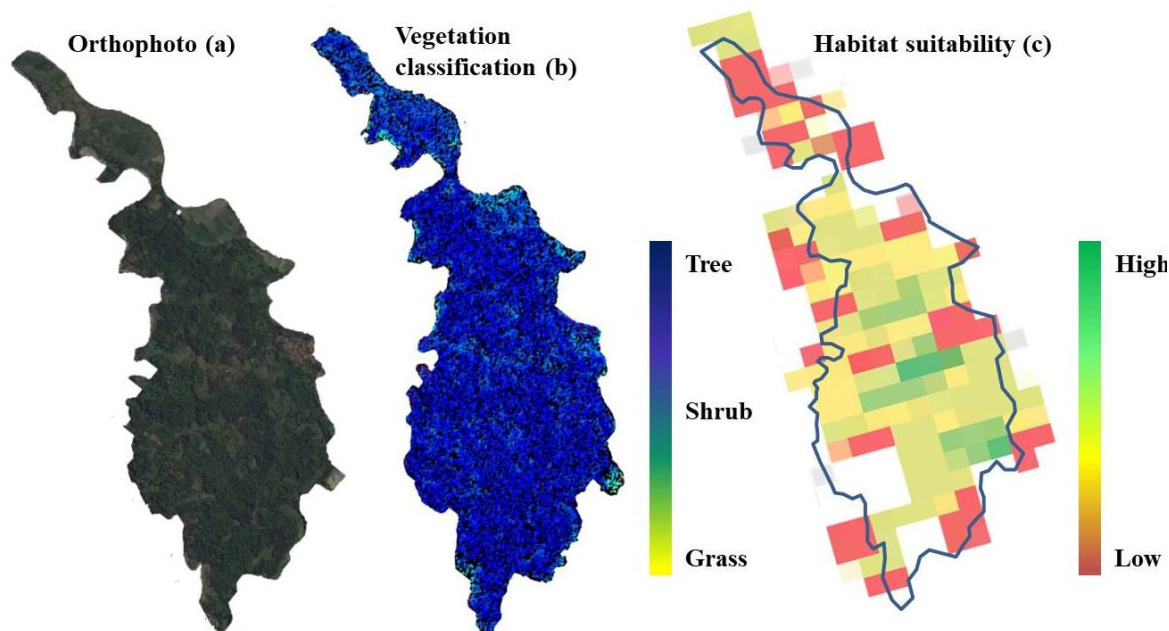 Orthophoto (a)
Vegetation
classification (b)
Habitat suitability (c)
Tree
Shrub
Grass
High
Low